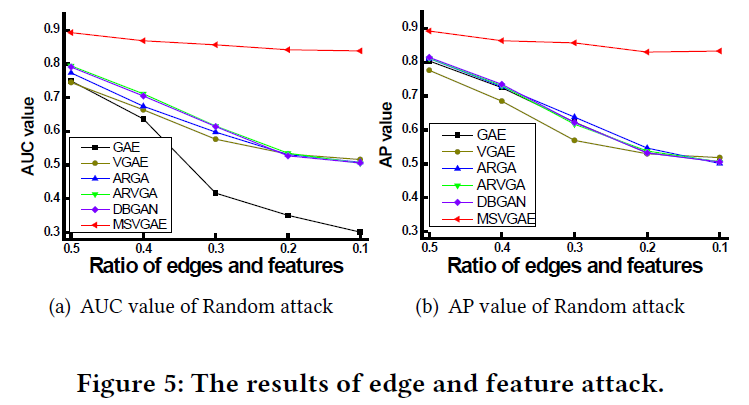 0.9
0.8
0.7
0.6
0.5
0.4
0.3
AUC value
GAE
VGAE
ARGA
ARVGA
DBGAN
MSVGAE
0.5 0.4 0.3 0.2 0.1
Ratio of edges and features
(a) AUC value of Random attack
0.9
0.8
0.7
0.6
0.5
0.4
0.3
AP value
GAE
VGAE
ARGA
ARVGA
DBGAN
MSVGAE
0.5 0.4 0.3 0.2 0.1
Ratio of edges and features
(b) AP value of Random attack
Figure 5: The results of edge and feature attack.